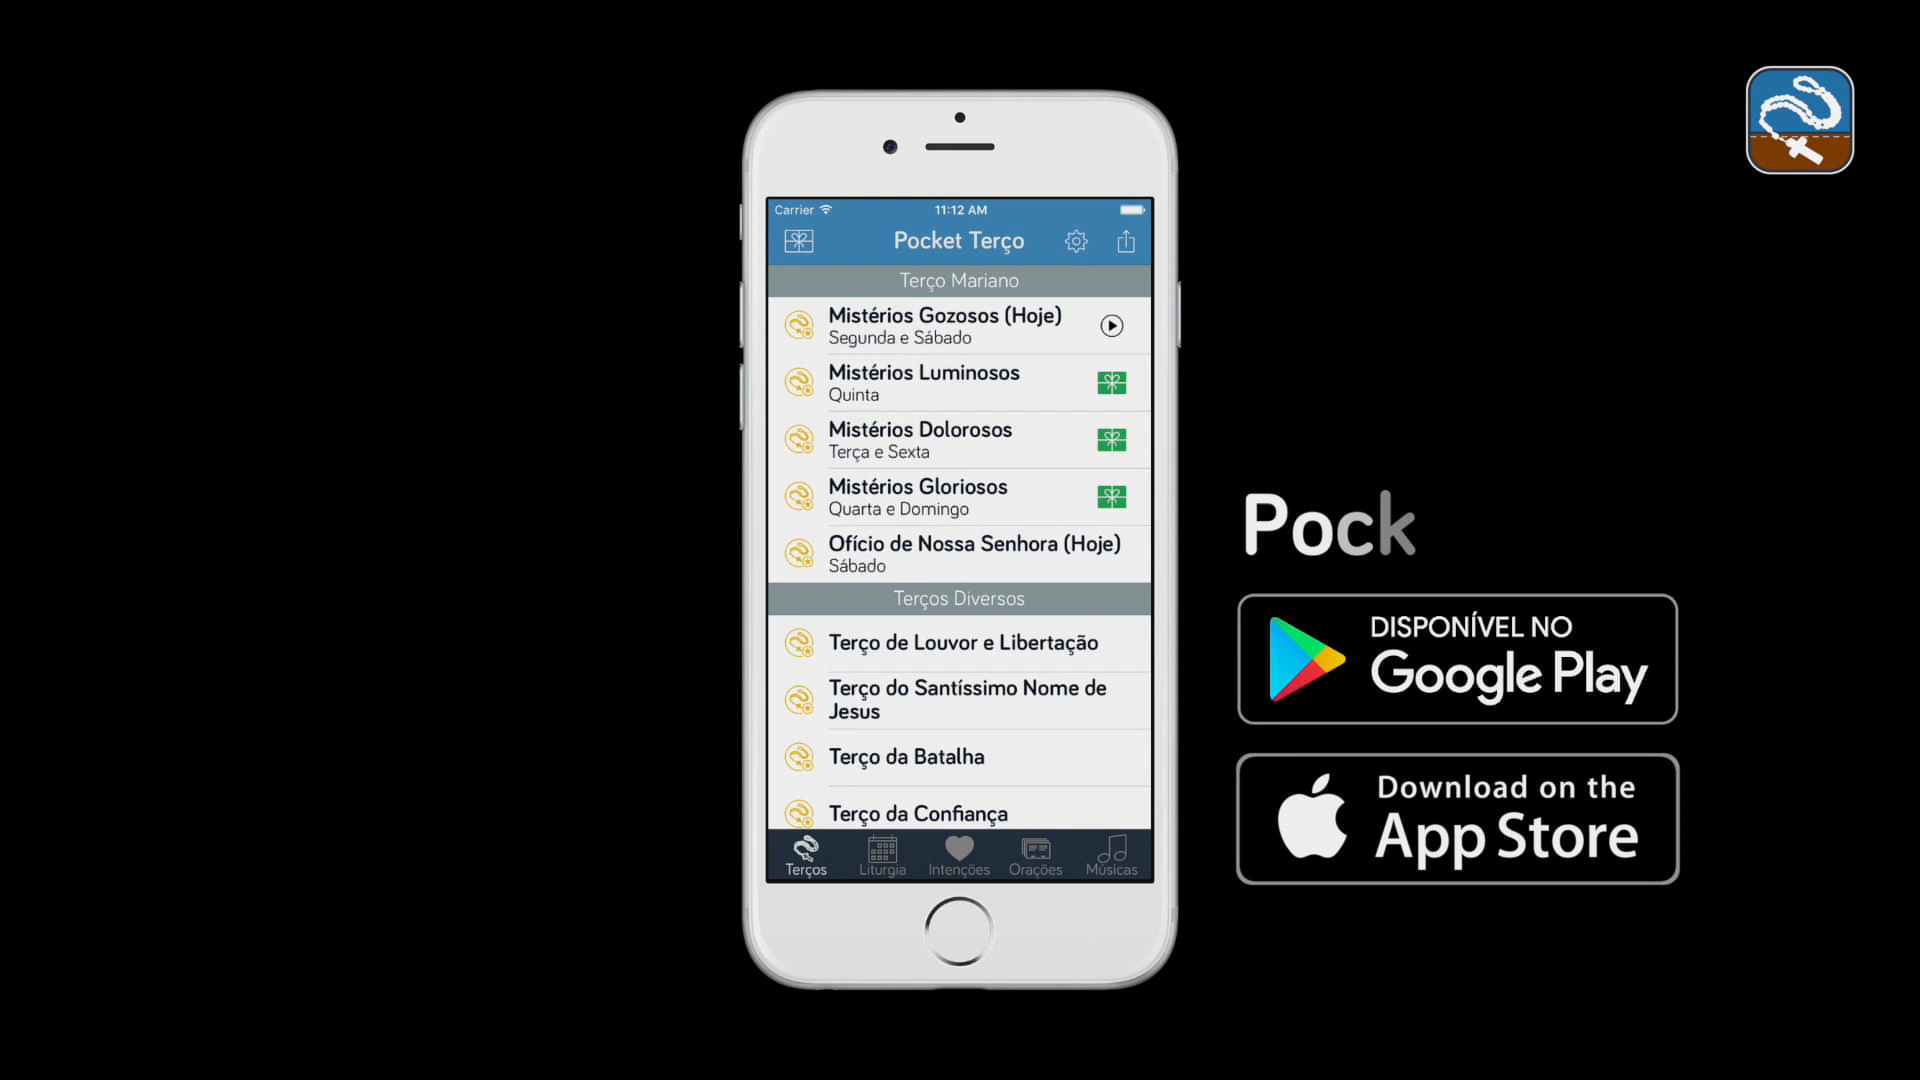 Carrier
11:12 AM
Pocket Terço
Terço Mariano
Mistérios Gozosos (Hoje)
Segunda e Sábado
Mistérios Luminosos
Quinta
Mistérios Dolorosos
Terça e Sexta
Mistérios Gloriosos
Quarta e Domingo
Ofício de Nossa Senhora (Hoje)
Sábado
Terços Diversos
Terço de Louvor e Libertação
Terço do Santíssimo Nome de
Jesus
Terço da Batalha
Terço da Confiança
Terços
Liturgia
Intenções
Orações
Músicas
Pock
DISPONÍVEL NO
Google Play
Download on the
App Store